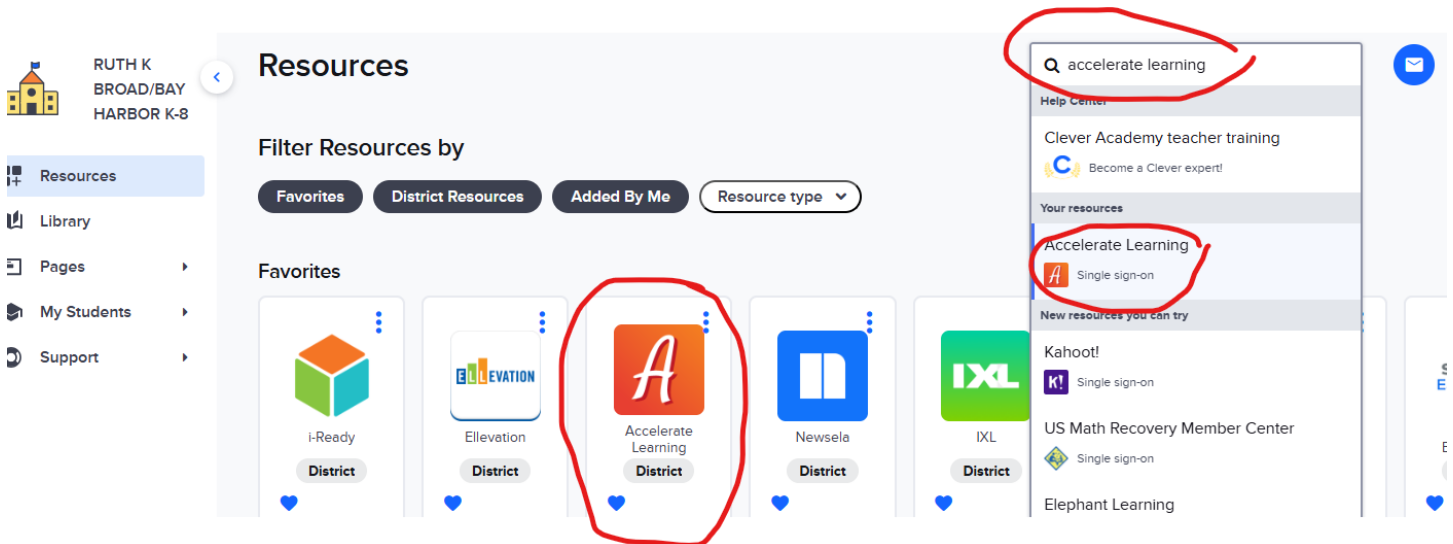 RUTH K
BROAD/BAY
HARBOR K-8
Resources
Library
Pages
My Students
Support
Resources
Filter Resources by
Favorites
District Resources
Added By Me
Resource type
Favorites
i-Ready
District
ELLEVATION
Ellevation
District
A
Accelerate
Learning
District
Newsela
District
IXL
IXL
District
accelerate learning
Help Center
Clever Academy teacher training
C
Become a Clever expert!
Your resources
Accelerate Learning
A
Single sign-on
New resources you can try
Kahoot!
K!
Single sign-on
US Math Recovery Member Center
Single sign-on
Elephant Learning